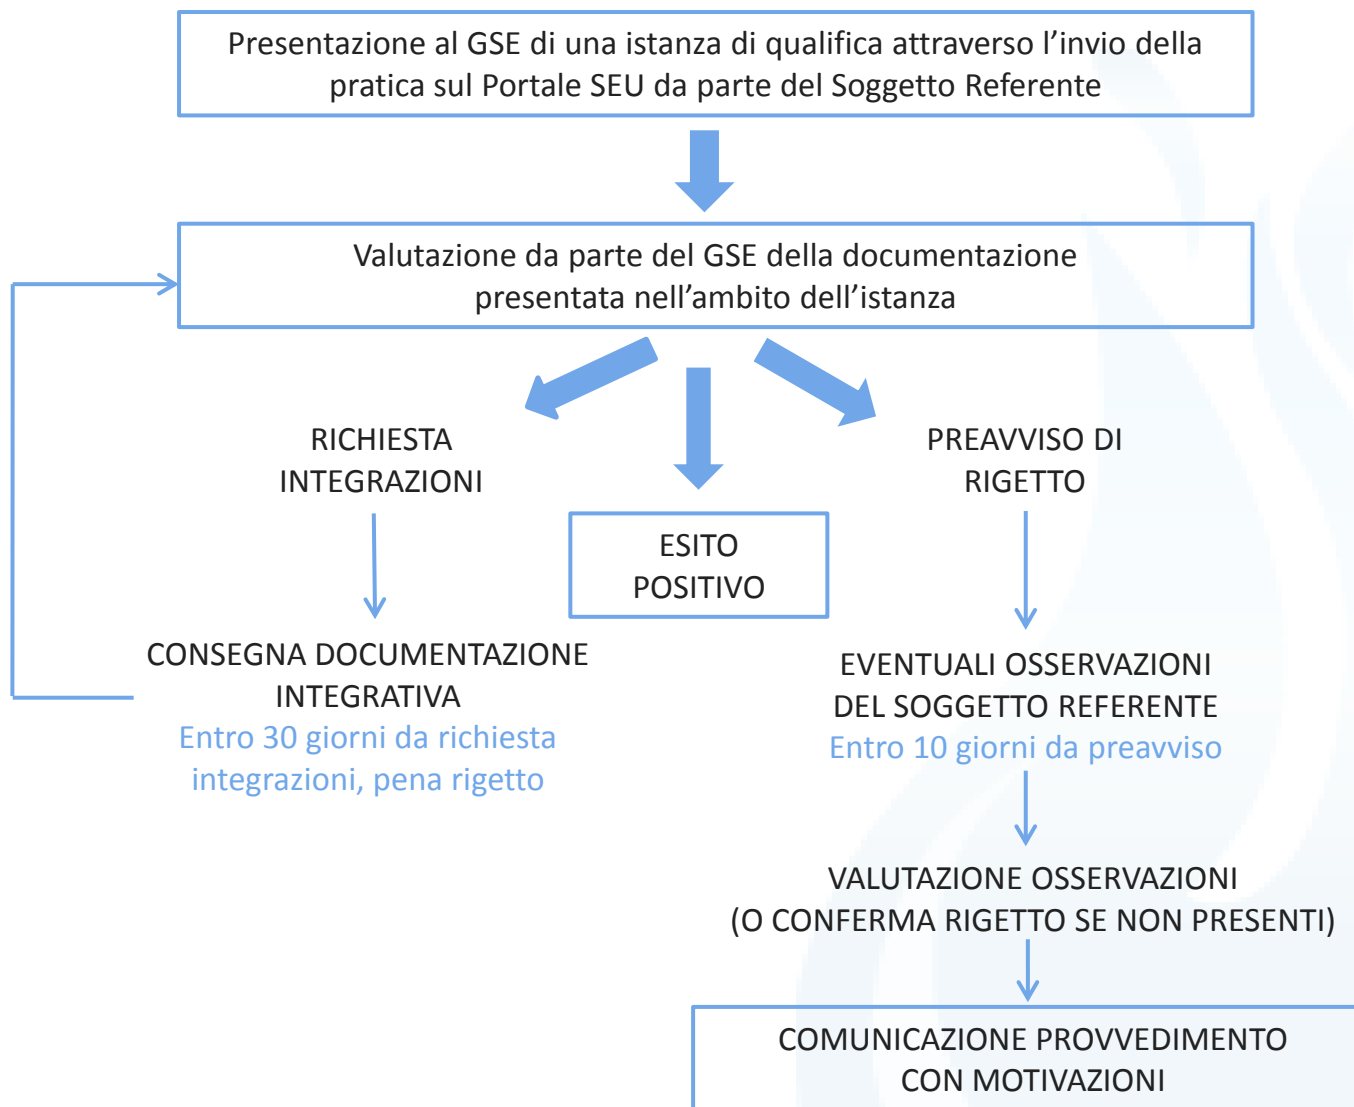 Presentazione al GSE di una istanza di qualifica attraverso l’invio della
pratica sul Portale SEU da parte del Soggetto Referente
Valutazione da parte del GSE della documentazione
presentata nell’ambito dell’istanza
RICHIESTA
INTEGRAZIONI
ESITO
POSITIVO
PREAVVISO DI
RIGETTO
CONSEGNA DOCUMENTAZIONE
INTEGRATIVA
Entro 30 giorni da richiesta
integrazioni, pena rigetto
EVENTUALI OSSERVAZIONI
DEL SOGGETTO REFERENTE
Entro 10 giorni da preavviso
VALUTAZIONE OSSERVAZIONI
(O CONFERMA RIGETTO SE NON PRESENTI)
COMUNICAZIONE PROVVEDIMENTO
CON MOTIVAZIONI